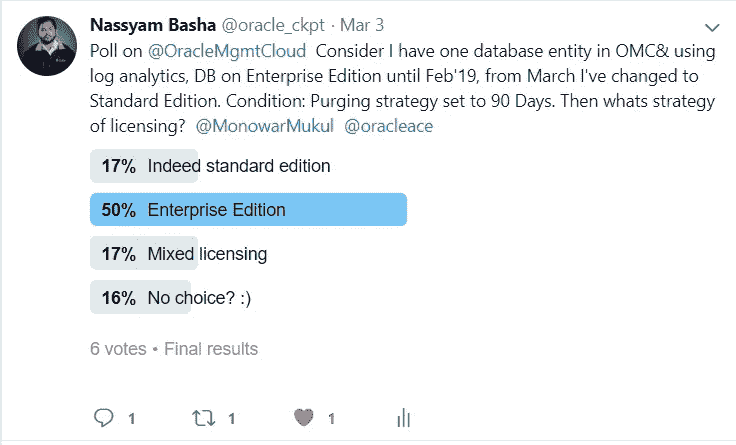 Nassyam Basha @oracle_ckpt · Mar 3
Poll on @OracleMgmtCloud Consider I have one database entity in OMC& using
log analytics, DB on Enterprise Edition until Feb'19, from March I've changed to
Standard Edition. Condition: Purging strategy set to 90 Days. Then whats strategy
of licensing? @MonowarMukul @oracleace
17% Indeed standard edition
50% Enterprise Edition
17% Mixed licensing
16% No choice? :)
6 votes • Final results
1 1 1